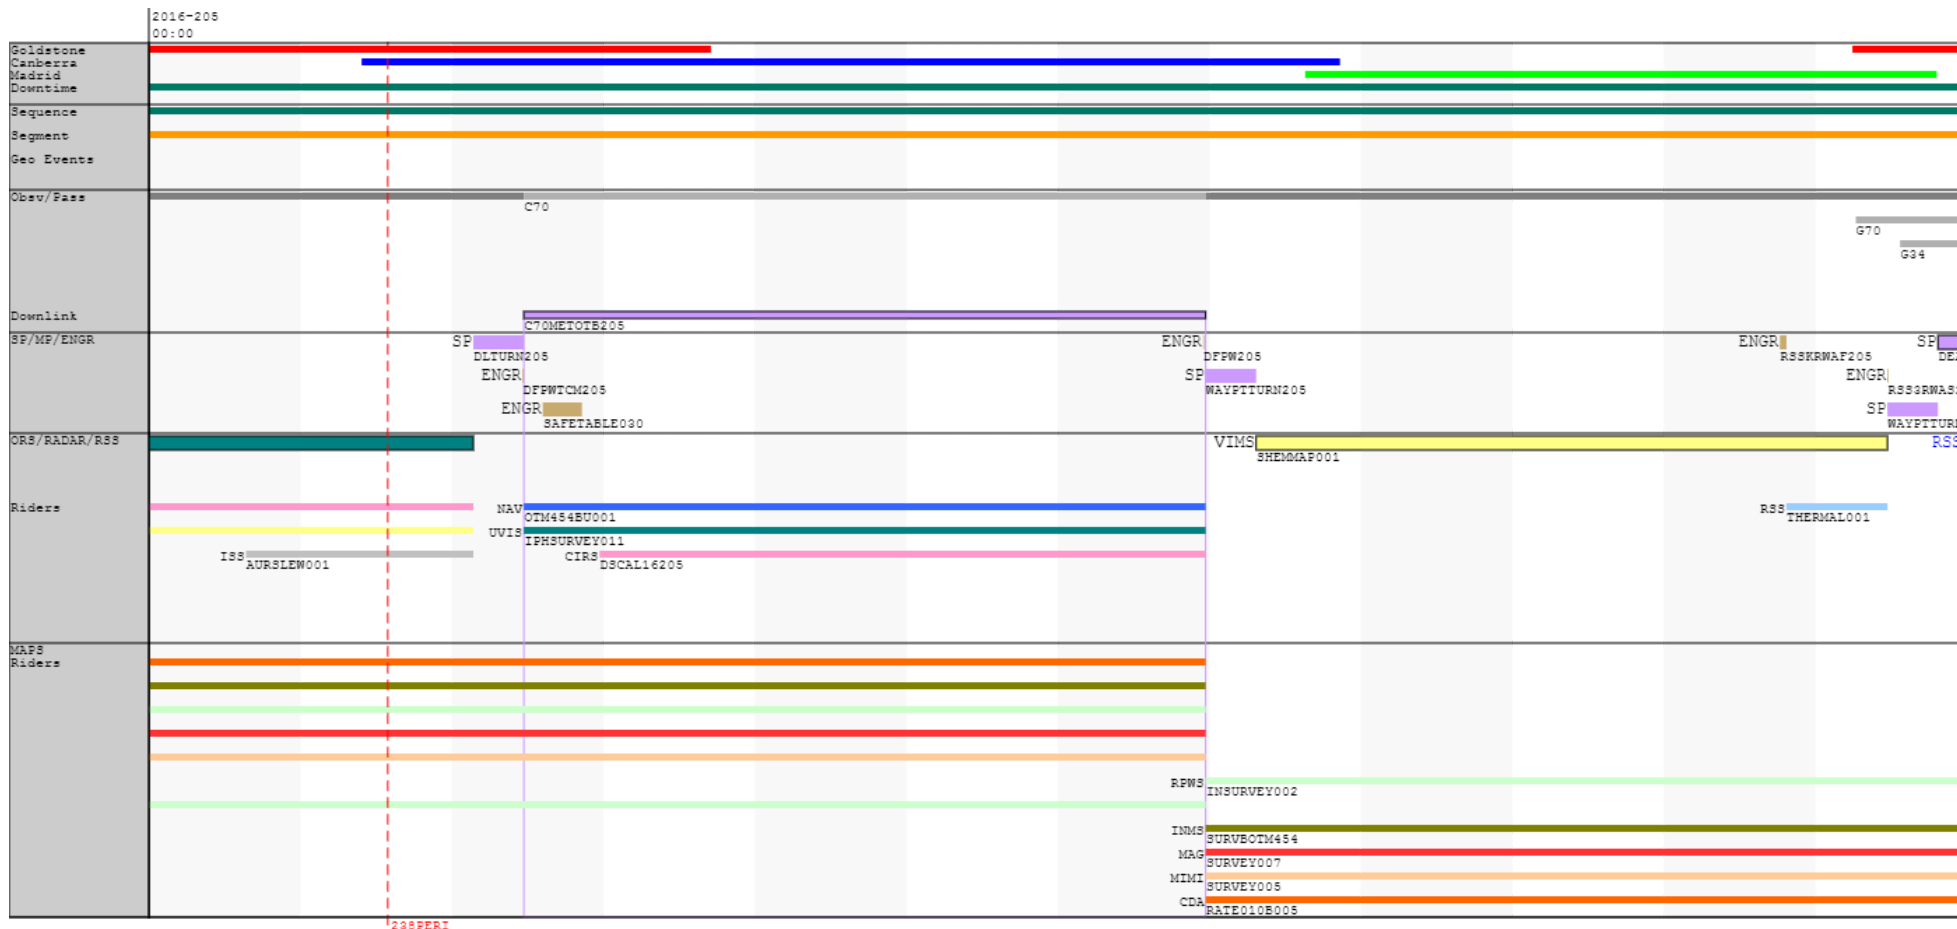 2016-205
00:00
Goldstone
Canberra
Madrid
Downtime
Sequence
Segment
Geo Events
Obsv/Pass
C70
G70
G34
Downlink
C70METOTB205
SP/MP/ENGR
SP
ENGR
ENGR
SP
DLTURN205
DFPW205
RSSKRWAF205
ENGR
SP
ENGR
DFPWTCM205
WAYPTTURN205
RSS3RWAS
ENGR
SP
SAFETABLE030
WAYPTTURN
ORS/RADAR/RSS
VIMS
RSS
SHEMMAP001
Riders
NAV
RSS
OTM454BU001
THERMAL001
UVIS
IPHSURVEY011
ISS
CIRS
AURSLEW001
DSCAL16205
MAPS
Riders
RPWS
INSURVEY002
INMS
SURVBOTM454
MAG
SURVEY007
MIMI
SURVEY005
CDA
RATE010B005
238PERI